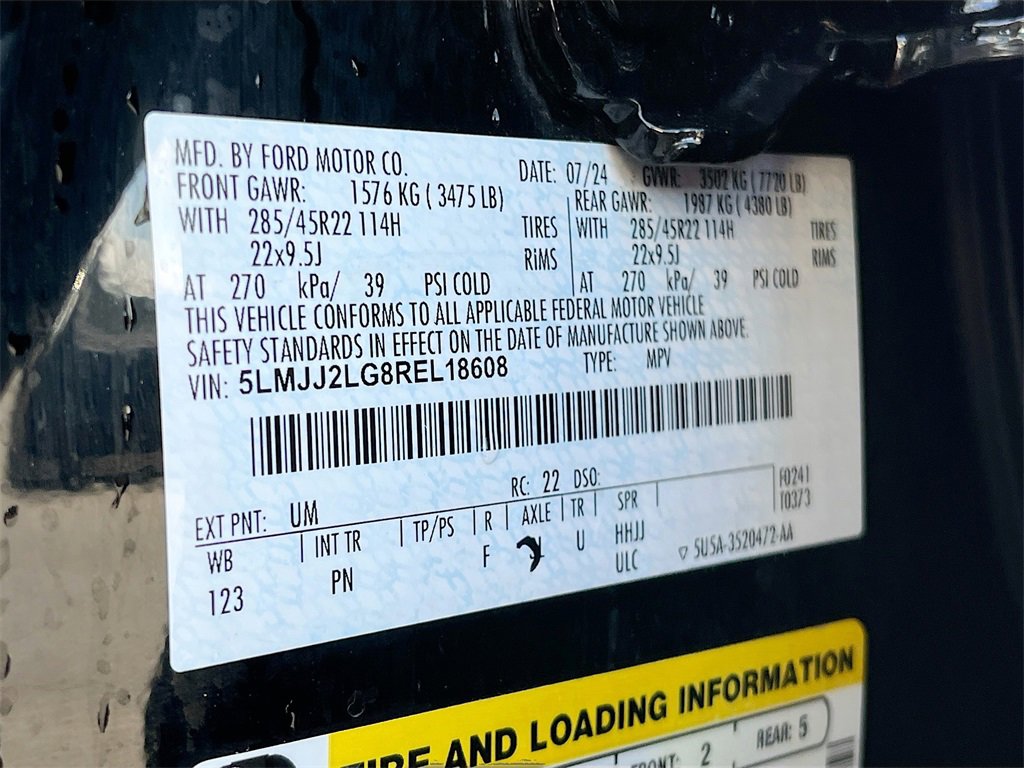 MFD. BY FORD MOTOR CO. DATE: 07/24 GVWR: 3502 KG ( 7720 LB)
FRONT GAWR: 1576 KG ( 3475 LB) REAR GAWR: 1987 KG ( 4380 LB)
WITH 285/45R22 114H TIRES WITH 285/45R22 114H TIRES
22x9.5J RIMS 22x9.5J RIMS
AT 270 kPa/ 39 PSI COLD AT 270 kPa/ 39 PSI COLD
THIS VEHICLE CONFORMS TO ALL APPLICABLE FEDERAL MOTOR VEHICLE
SAFETY STANDARDS IN EFFECT ON THE DATE OF MANUFACTURE SHOWN ABOVE.
VIN: 5LMJJ2LG8REL18608 TYPE: MPV
EXT PNT: UM RC: 22 DSO: F0241
WB INT TR TP/PS R AXLE TR SPR T0373
123 PN F U HHJJ 5U5A-3520472-AA
ULC
TIRE AND LOADING INFORMATION
FRONT: 2 REAR: 5